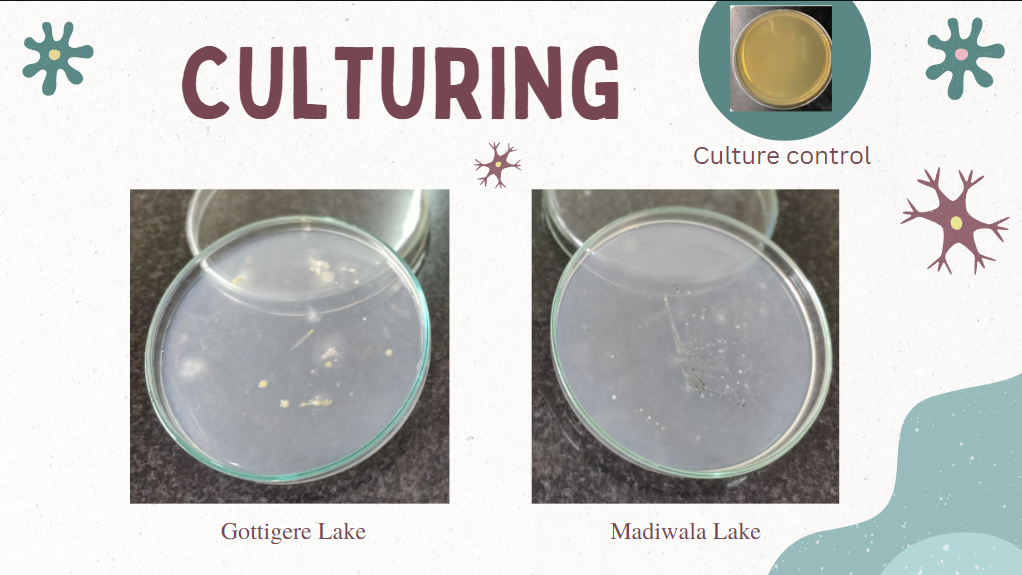 CULTURING
Culture control
Gottigere Lake
Madiwala Lake